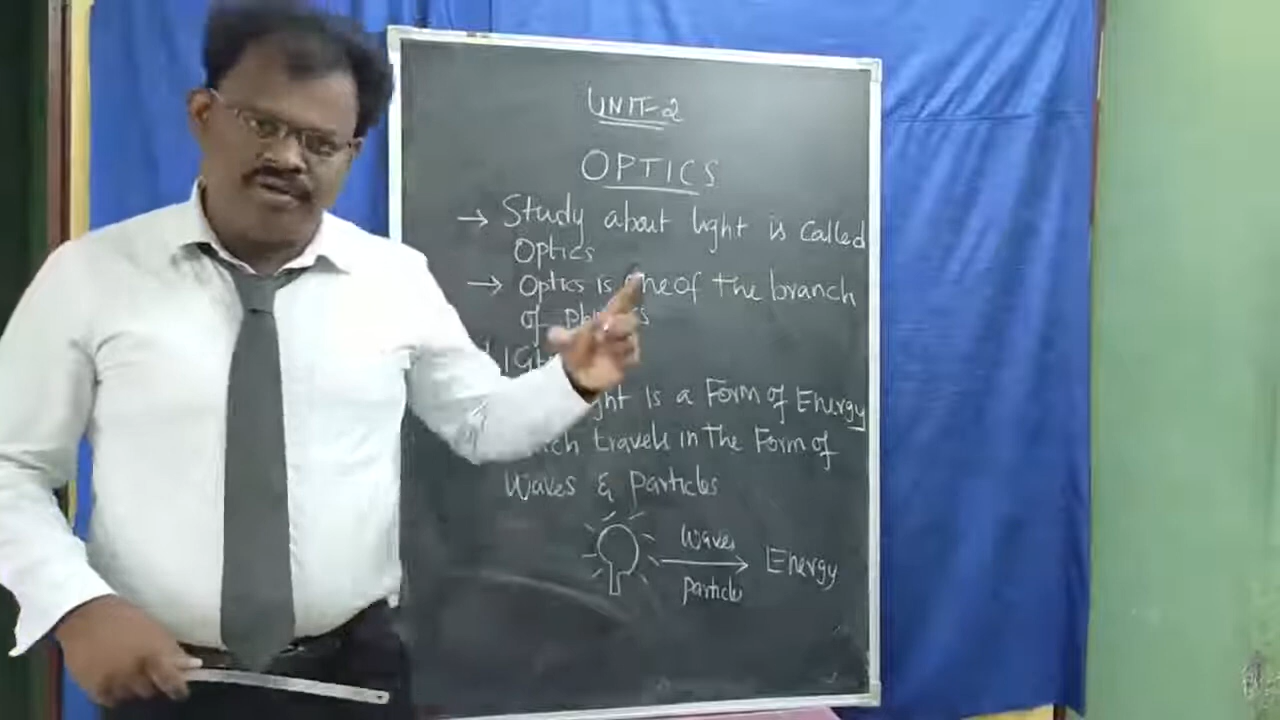 UNIT-2
OPTICS
→ Study about light is called
Optics
→ Optics is one of the branch
of
is a Form of Energy
travels in The Form of
Waves & Particles
Waves
Energy
Particle